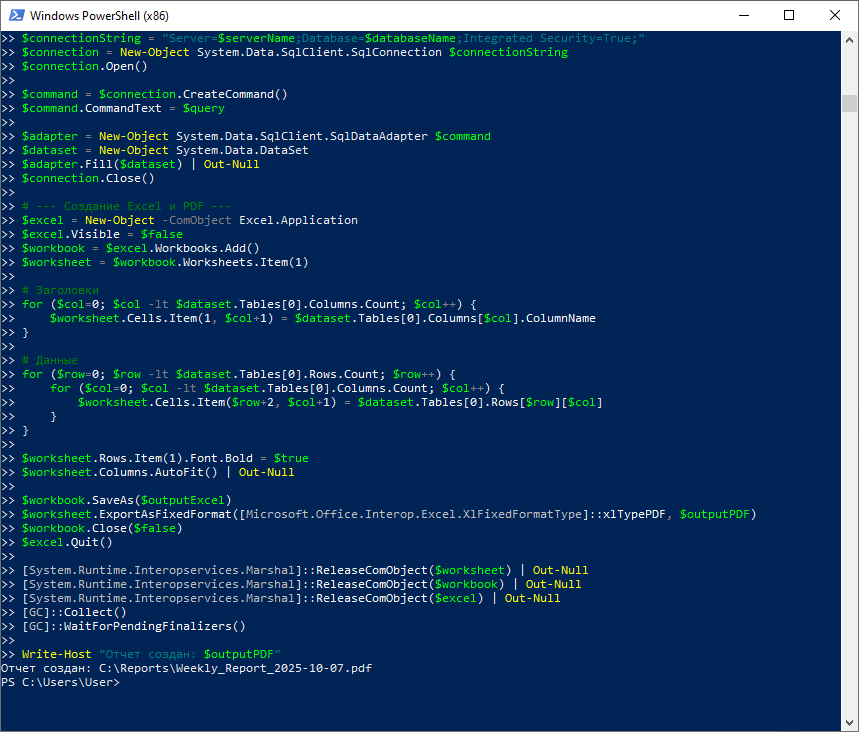 Windows PowerShell (x86)
>> $connectionString = "Server=$serverName;Database=$databaseName;Integrated Security=True;"
>> $connection = New-Object System.Data.SqlClient.SqlConnection $connectionString
>> $connection.Open()
>>
>> $command = $connection.CreateCommand()
>> $command.CommandText = $query
>>
>> $adapter = New-Object System.Data.SqlClient.SqlDataAdapter $command
>> $dataset = New-Object System.Data.DataSet
>> $adapter.Fill($dataset) | Out-Null
>> $connection.Close()
>>
>> # --- Создание Excel и PDF ---
>> $excel = New-Object -ComObject Excel.Application
>> $excel.Visible = $false
>> $workbook = $excel.Workbooks.Add()
>> $worksheet = $workbook.Worksheets.Item(1)
>>
>> # Заголовки
>> for ($col=0; $col -lt $dataset.Tables[0].Columns.Count; $col++) {
>>     $worksheet.Cells.Item(1, $col+1) = $dataset.Tables[0].Columns[$col].ColumnName
>> }
>>
>> # Данные
>> for ($row=0; $row -lt $dataset.Tables[0].Rows.Count; $row++) {
>>     for ($col=0; $col -lt $dataset.Tables[0].Columns.Count; $col++) {
>>         $worksheet.Cells.Item($row+2, $col+1) = $dataset.Tables[0].Rows[$row][$col]
>>     }
>> }
>>
>> $worksheet.Rows.Item(1).Font.Bold = $true
>> $worksheet.Columns.AutoFit() | Out-Null
>>
>> $workbook.SaveAs($outputExcel)
>> $worksheet.ExportAsFixedFormat([Microsoft.Office.Interop.Excel.XlFixedFormatType]::xlTypePDF, $outputPDF)
>> $workbook.Close($false)
>> $excel.Quit()
>>
>> [System.Runtime.Interopservices.Marshal]::ReleaseComObject($worksheet) | Out-Null
>> [System.Runtime.Interopservices.Marshal]::ReleaseComObject($workbook) | Out-Null
>> [System.Runtime.Interopservices.Marshal]::ReleaseComObject($excel) | Out-Null
>> [GC]::Collect()
>> [GC]::WaitForPendingFinalizers()
>>
>> Write-Host "Отчет создан: $outputPDF"
Отчет создан: C:\Reports\Weekly_Report_2025-10-07.pdf
PS C:\Users\User>